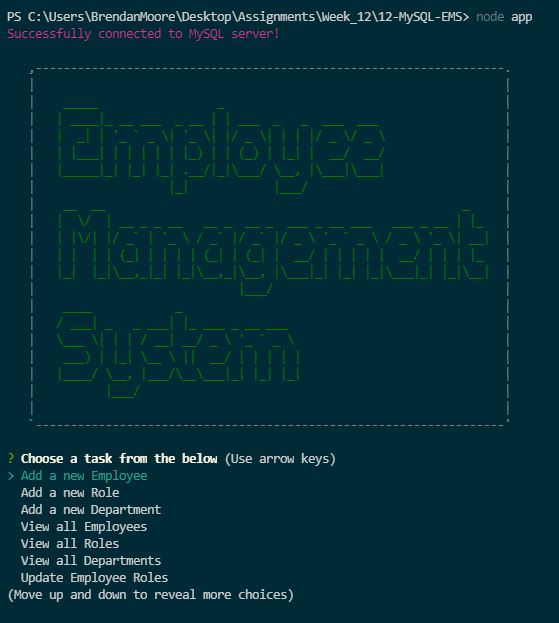 PS C:\Users\BrendanMoore\Desktop\Assignments\Week_12\12-MySQL-EMS> node app
Successfully connected to MySQL server!
Employee
Management
System
? Choose a task from the below (Use arrow keys)
> Add a new Employee
Add a new Role
Add a new Department
View all Employees
View all Roles
View all Departments
Update Employee Roles
(Move up and down to reveal more choices)